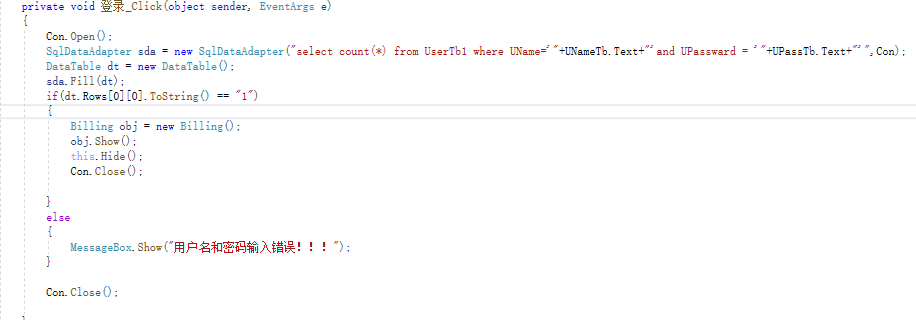 private void 登录_Click(object sender, EventArgs e)
{
Con.Open();
SqlDataAdapter sda = new SqlDataAdapter("select count(*) from UserTb1 where UName='"+UNameTb.Text+"'and UPassward = '"+UPassTb.Text+"'",Con);
DataTable dt = new DataTable();
sda.Fill(dt);
if(dt.Rows[0][0].ToString() == "1")
{
Billing obj = new Billing();
obj.Show();
this.Hide();
Con.Close();
}
else
{
MessageBox.Show("用户名和密码输入错误！！！");
}
Con.Close();